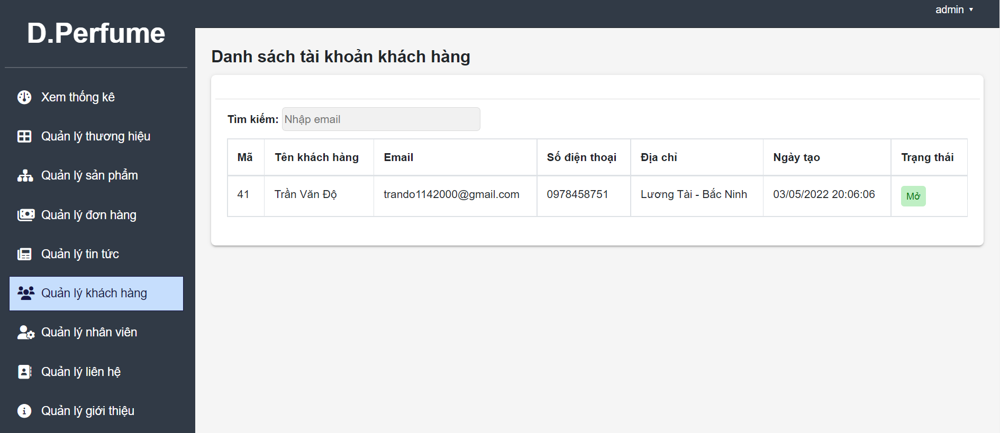 admin
D.Perfume
Xem thống kê
Quản lý thương hiệu
Quản lý sản phẩm
Quản lý đơn hàng
Quản lý tin tức
Quản lý khách hàng
Quản lý nhân viên
Quản lý liên hệ
Quản lý giới thiệu
Danh sách tài khoản khách hàng
Tìm kiếm: Nhập email
Mã Tên khách hàng Email Số điện thoại Địa chỉ Ngày tạo Trạng thái
41 Trần Văn Độ trando1142000@gmail.com 0978458751 Lương Tài - Bắc Ninh 03/05/2022 20:06:06 Mở